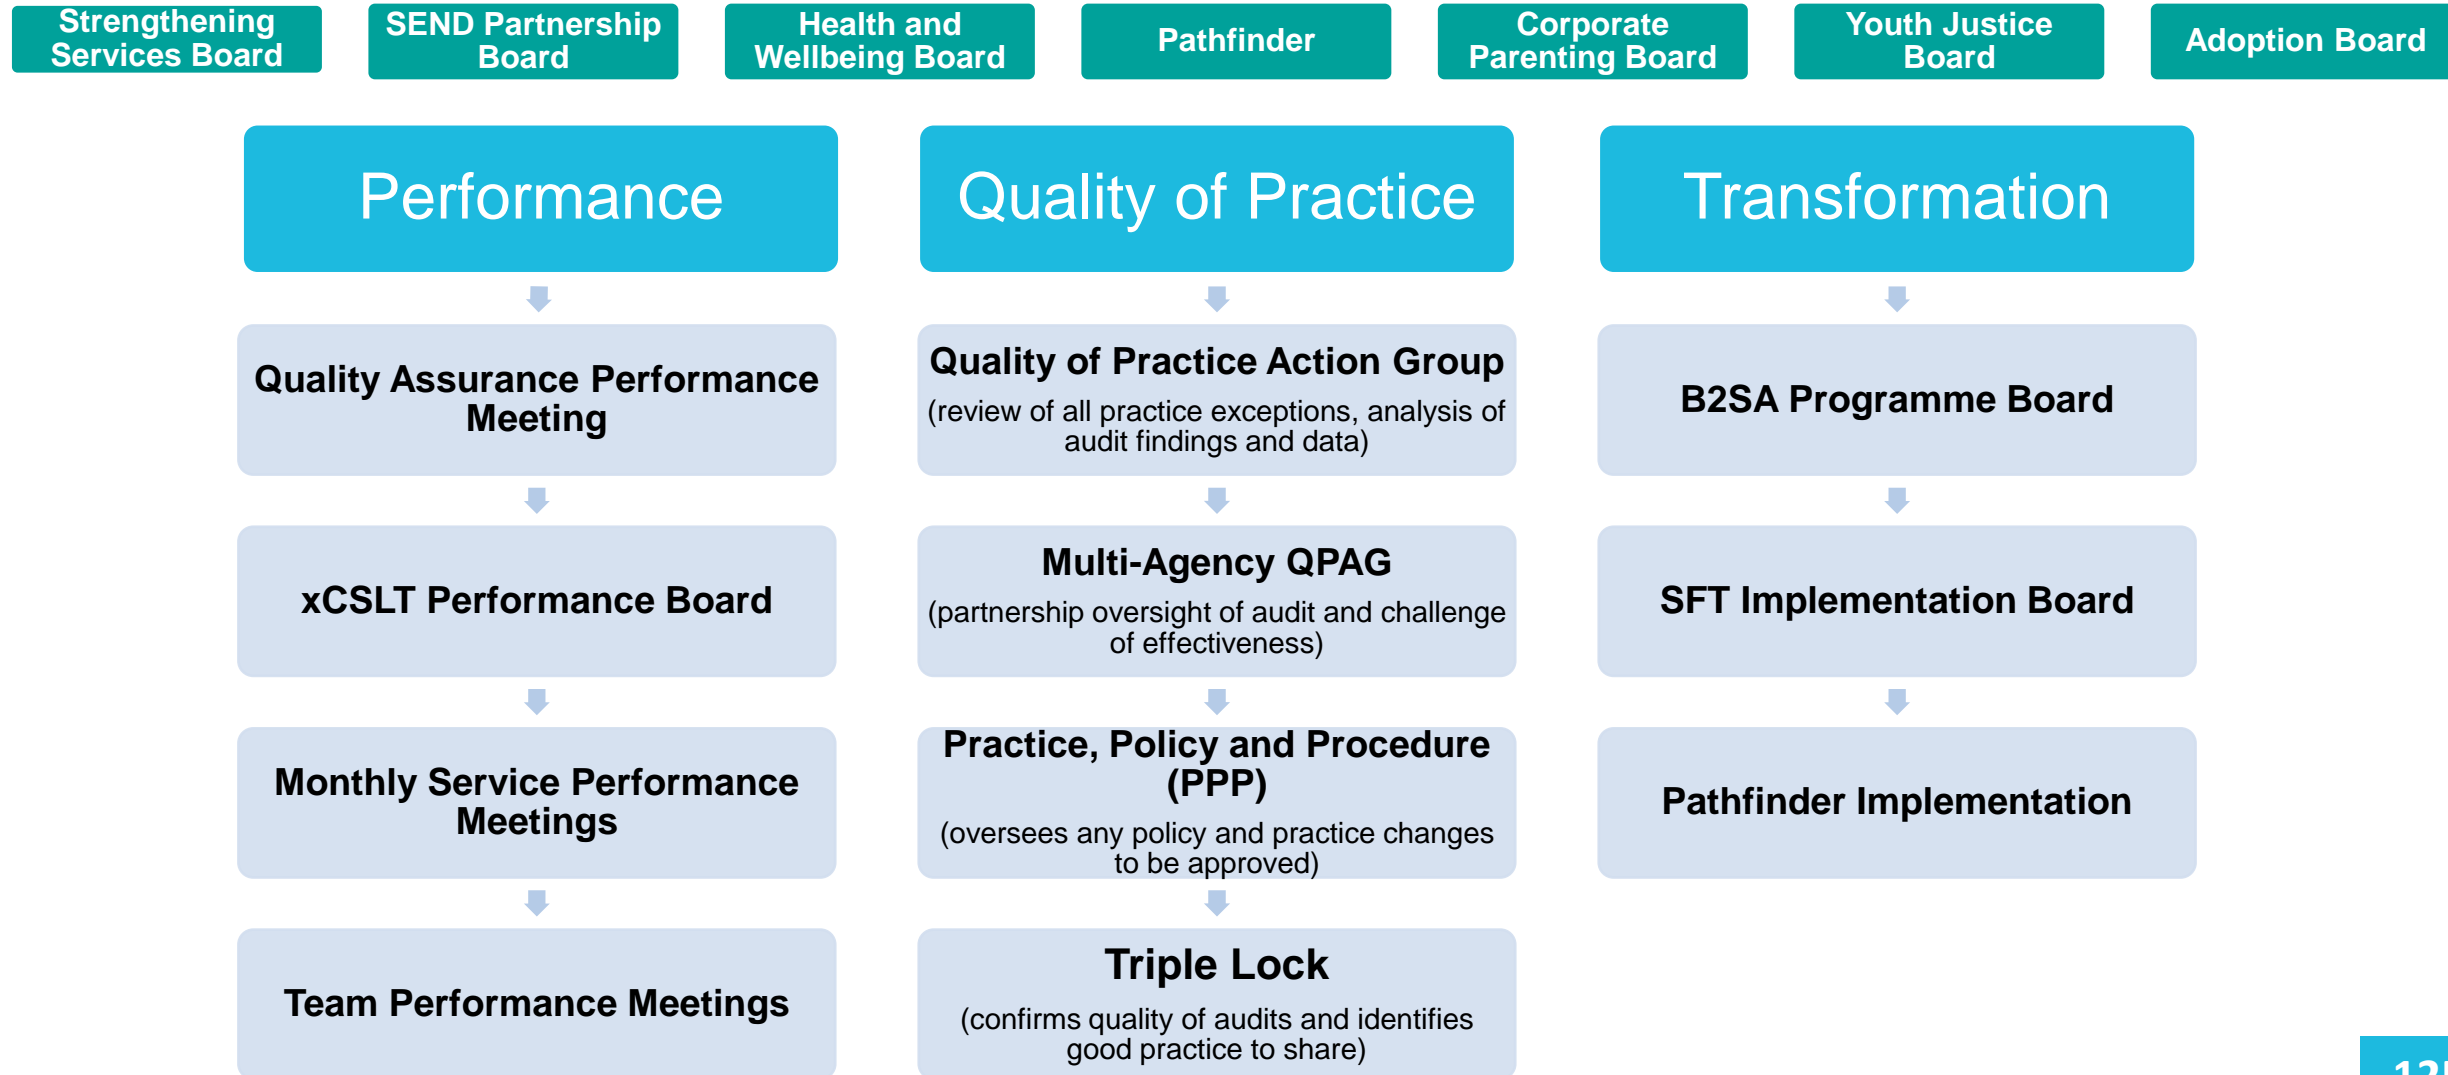 Strengthening
Services Board
SEND Partnership
Board
Health and
Wellbeing Board
Pathfinder
Corporate
Parenting Board
Youth Justice
Board
Adoption Board
Performance
Quality of Practice
Transformation
Quality Assurance Performance
Meeting
xCSLT Performance Board
Monthly Service Performance
Meetings
Team Performance Meetings
Quality of Practice Action Group
(review of all practice exceptions, analysis of
audit findings and data)
Multi-Agency QPAG
(partnership oversight of audit and challenge
of effectiveness)
Practice, Policy and Procedure
(PPP)
(oversees any policy and practice changes
to be approved)
Triple Lock
(confirms quality of audits and identifies
good practice to share)
B2SA Programme Board
SFT Implementation Board
Pathfinder Implementation